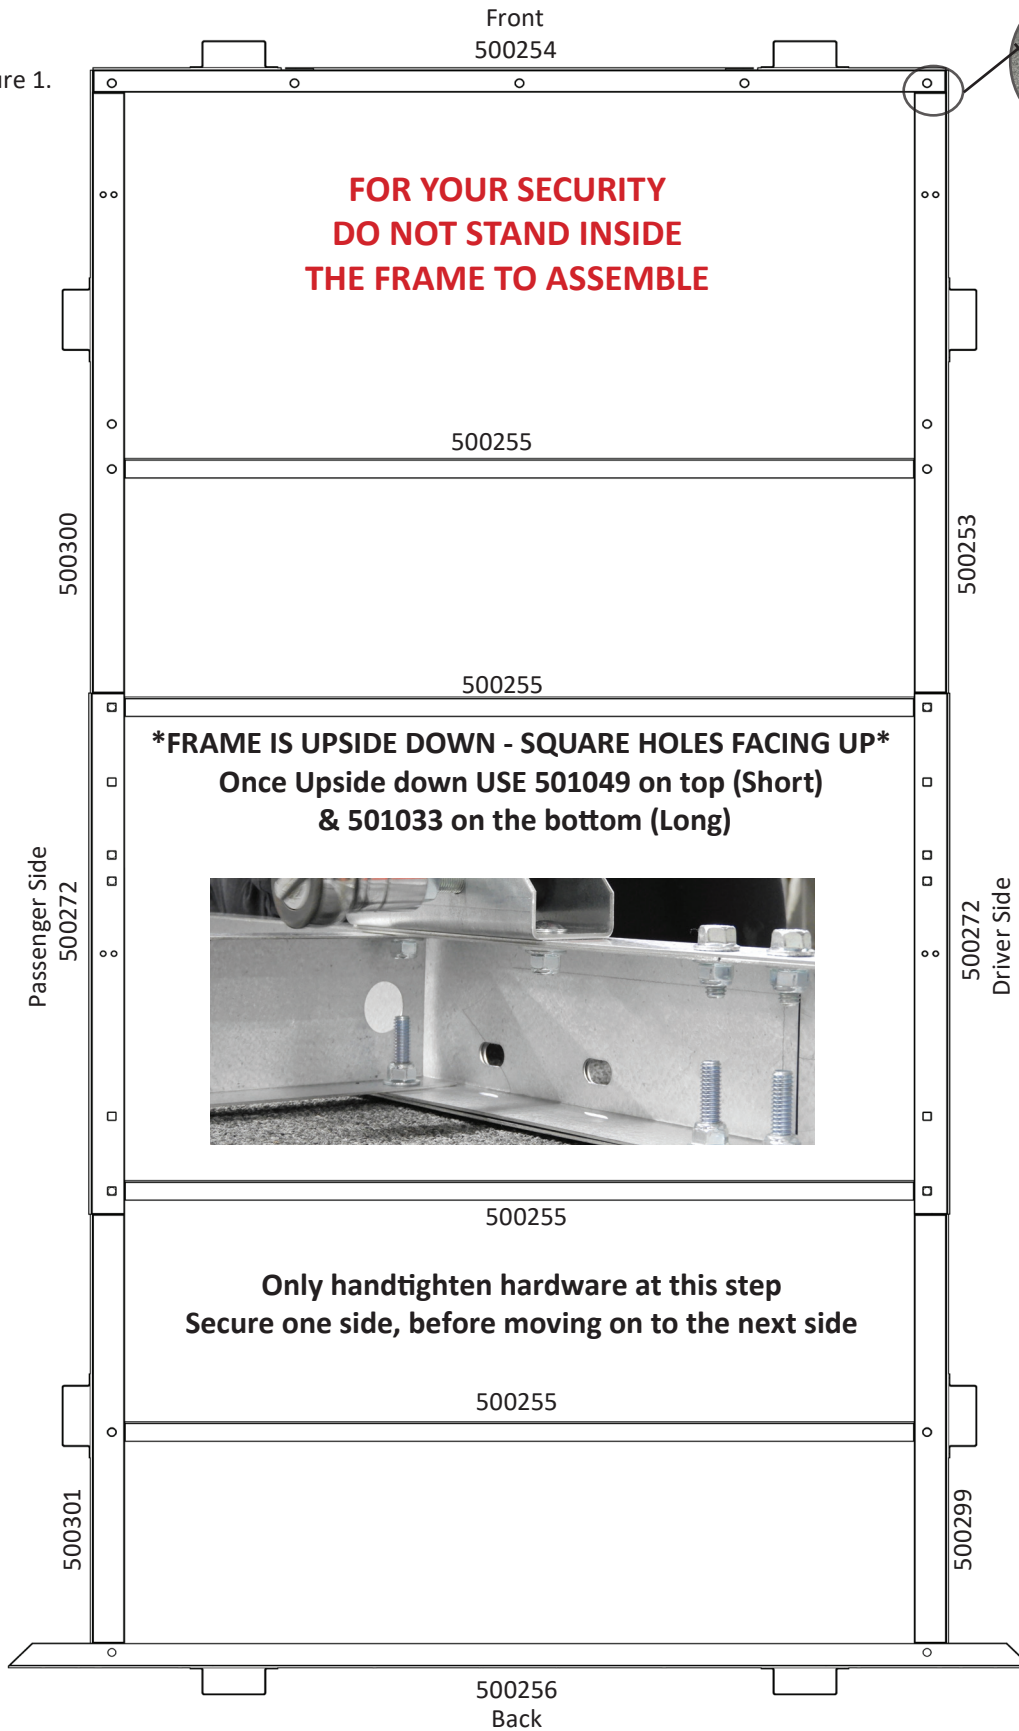 Front
500254
ure 1.
FOR YOUR SECURITY
DO NOT STAND INSIDE
THE FRAME TO ASSEMBLE
500255
500300
500253
500255
*FRAME IS UPSIDE DOWN - SQUARE HOLES FACING UP*
Once Upside down USE 501049 on top (Short)
& 501033 on the bottom (Long)
Passenger Side
500272
500272
Driver Side
500255
Only handtighten hardware at this step
Secure one side, before moving on to the next side
500255
500301
500299
500256
Back